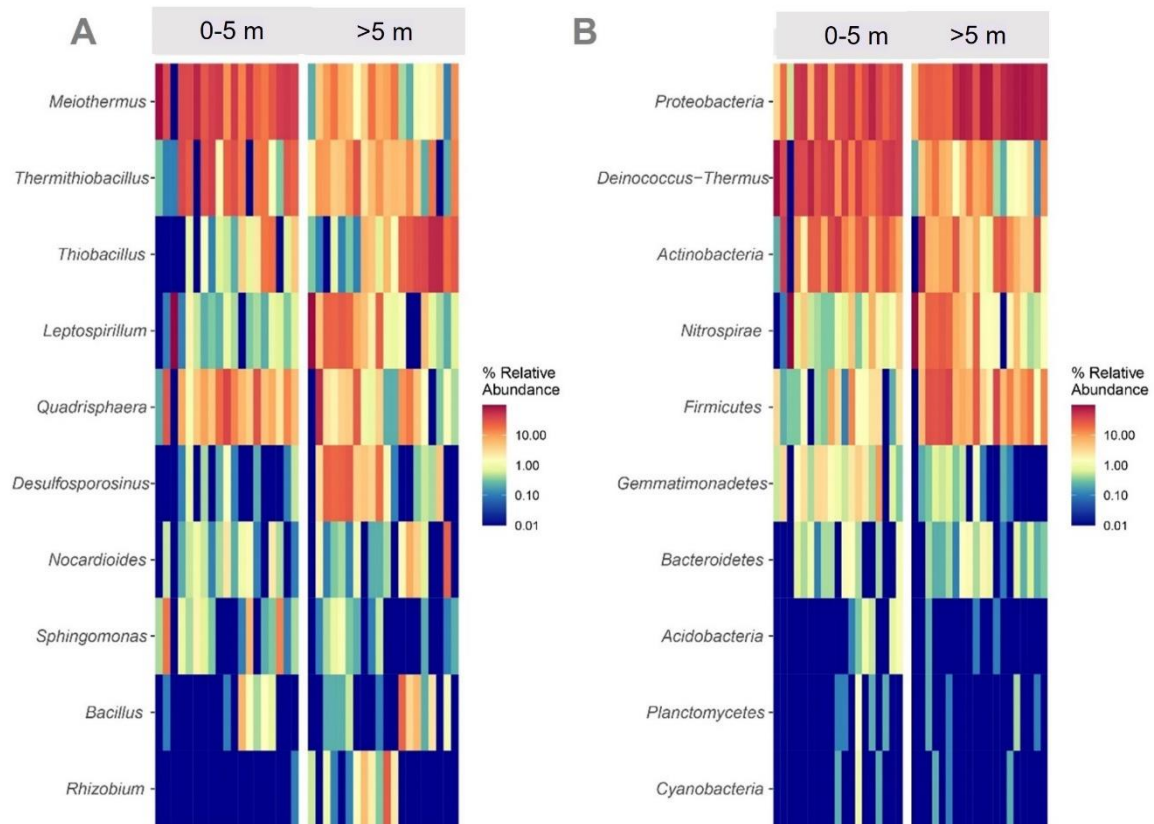 A
0-5 m
>5 m
Meiothermus
Thermithiobacillus
Thiobacillus
Leptospirillum
Quadrisphaera
Desulfosporosinus
Nocardioides
Sphingomonas
Bacillus
Rhizobium
% Relative
Abundance
10.00
1.00
0.10
0.01
B
0-5 m
>5 m
Proteobacteria
Deinococcus-Thermus
Actinobacteria
Nitrospirae
Firmicutes
Gemmatimonadetes
Bacteroidetes
Acidobacteria
Planctomycetes
Cyanobacteria
% Relative
Abundance
10.00
1.00
0.10
0.01